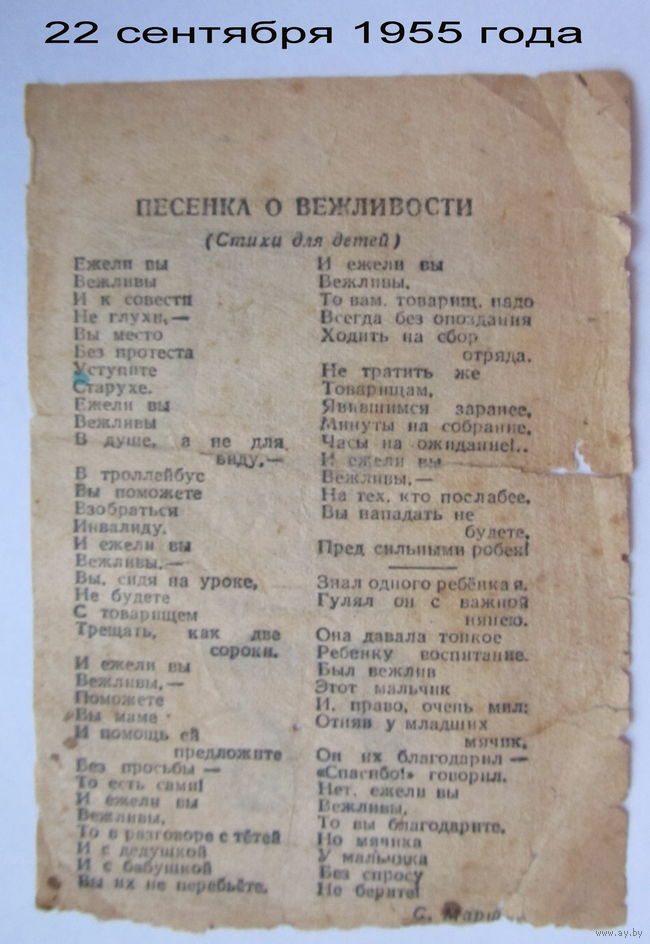 22 сентября 1955 года
ПЕСЕНКА О ВЕЖЛИВОСТИ
(Стихи для детей)
Ежели вы
Вежливы
И к совести
Не глухи,—
Вы место
Без протеста
Уступите
Старухе.
Ежели вы
Вежливы
В душе, а не для
виду,—
В троллейбус
Вы поможете
Взобраться
Инвалиду.
И ежели вы
Вежливы,—
Вы, сидя на уроке,
Не будете
С товарищем
Трещать, как две
сороки.
И ежели вы
Вежливы,—
Поможете
Вы маме
И помощь ей
предложите
Без просьбы —
То есть сами!
И ежели вы
Вежливы,
То в разговоре с тётей
И с дедушкой
И с бабушкой
Вы их не перебьёте.
И ежели вы
Вежливы,
То вам, товарищ, надо
Всегда без опоздания
Ходить на сбор
отряда.
Не тратить же
Товарищам,
Явившимся заранее,
Минуты на собрание,
Часы на ожидание!..
И ежели вы
Вежливы,—
На тех, кто послабее,
Вы нападать не
будете,
Пред сильными робея!
Знал одного ребёнка я.
Гулял он с важной
нянею.
Она давала тонкое
Ребенку воспитание.
Был вежлив
Этот мальчик
И, право, очень мил:
Отняв у младших
мячик,
Он их благодарил —
«Спасибо!» говорил.
Нет, ежели вы
Вежливы,
То вы благодарите,
Но мячика
У мальчика
Без спросу
Не берите!
С.
www.ay.by